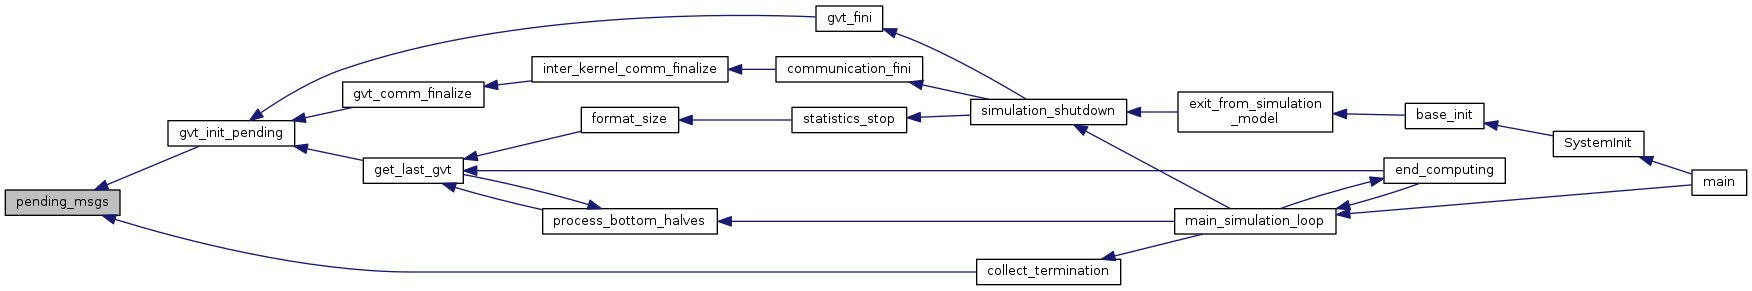 gvt_fini
inter_kernel_comm_finalize
communication_fini
gvt_comm_finalize
exit_from_simulation
_model
simulation_shutdown
base_init
format_size
statistics_stop
gvt_init_pending
SystemInit
get_last_gvt
end_computing
main
pending_msgs
process_bottom_halves
main_simulation_loop
collect_termination